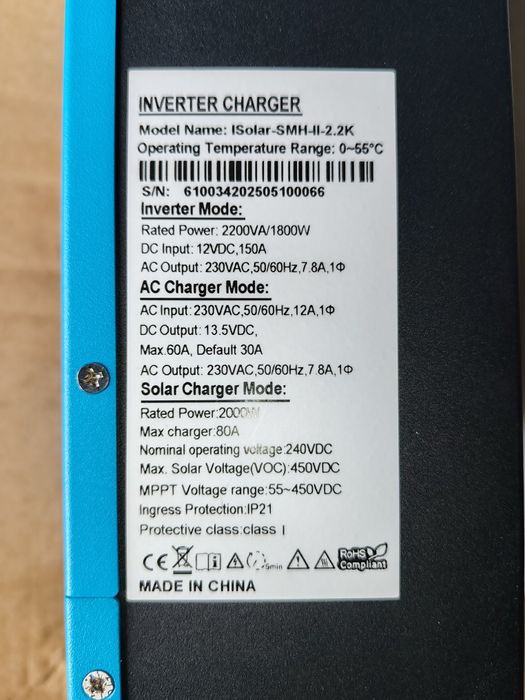 INVERTER CHARGER
Model Name: ISolar-SMH-II-2.2K
Operating Temperature Range: 0~55°C
S/N: 610034202505100066
Inverter Mode:
Rated Power: 2200VA/1800W
DC Input: 12VDC,150A
AC Output: 230VAC,50/60Hz,7.8A,1Φ
AC Charger Mode:
AC Input: 230VAC,50/60Hz,12A,1Φ
DC Output: 13.5VDC,
Max.60A, Default 30A
AC Output: 230VAC,50/60Hz,7.8A,1Φ
Solar Charger Mode:
Rated Power:2000W
Max charger:80A
Nominal operating voltage:240VDC
Max. Solar Voltage(VOC):450VDC
MPPT Voltage range:55~450VDC
Ingress Protection:IP21
Protective class:class I
CE 5min RoHS Compliant
MADE IN CHINA